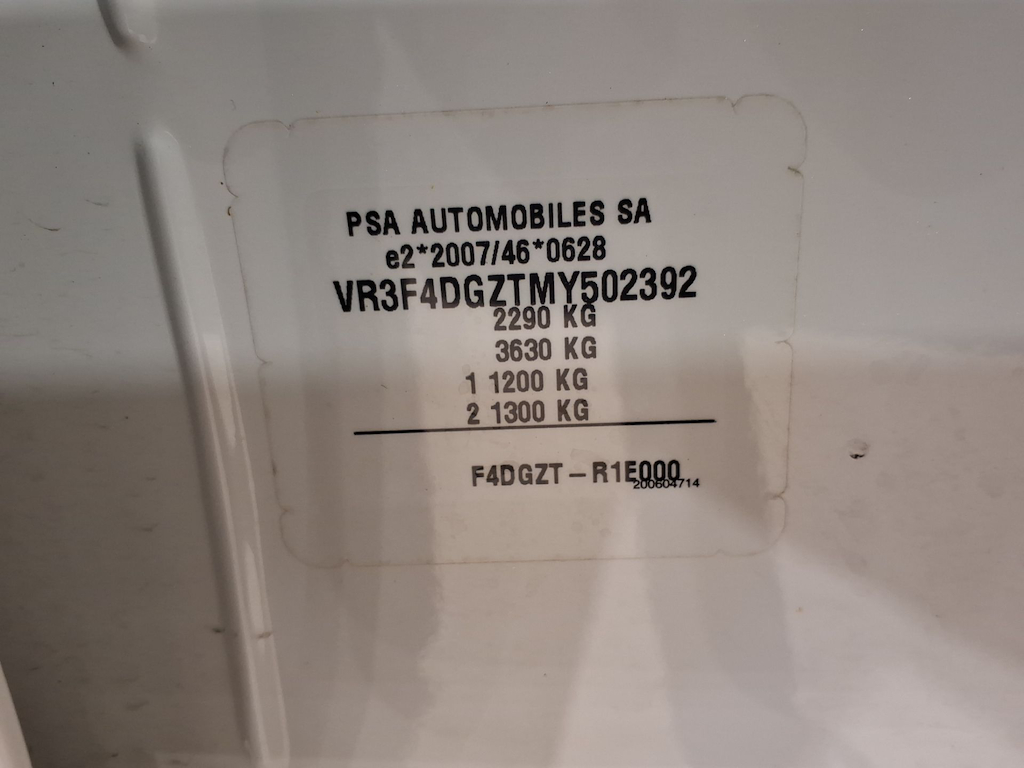 PSA AUTOMOBILES SA
e2*2007/46*0628
VR3F4DGZTMY502392
2290 KG
3630 KG
1 1200 KG
2 1300 KG
F4DGZT – R1E000
200604714